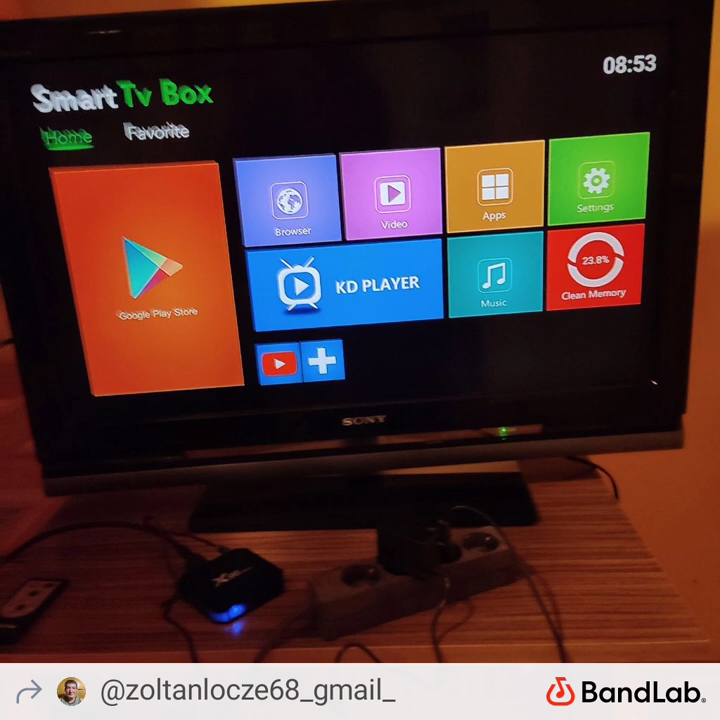 08:53
Smart Tv Box
Home Favorite
Browser
Video
Apps
Settings
Google Play Store
KD PLAYER
Music
23.8%
Clean Memory
SONY
@zoltanlocze68_gmail_
BandLab